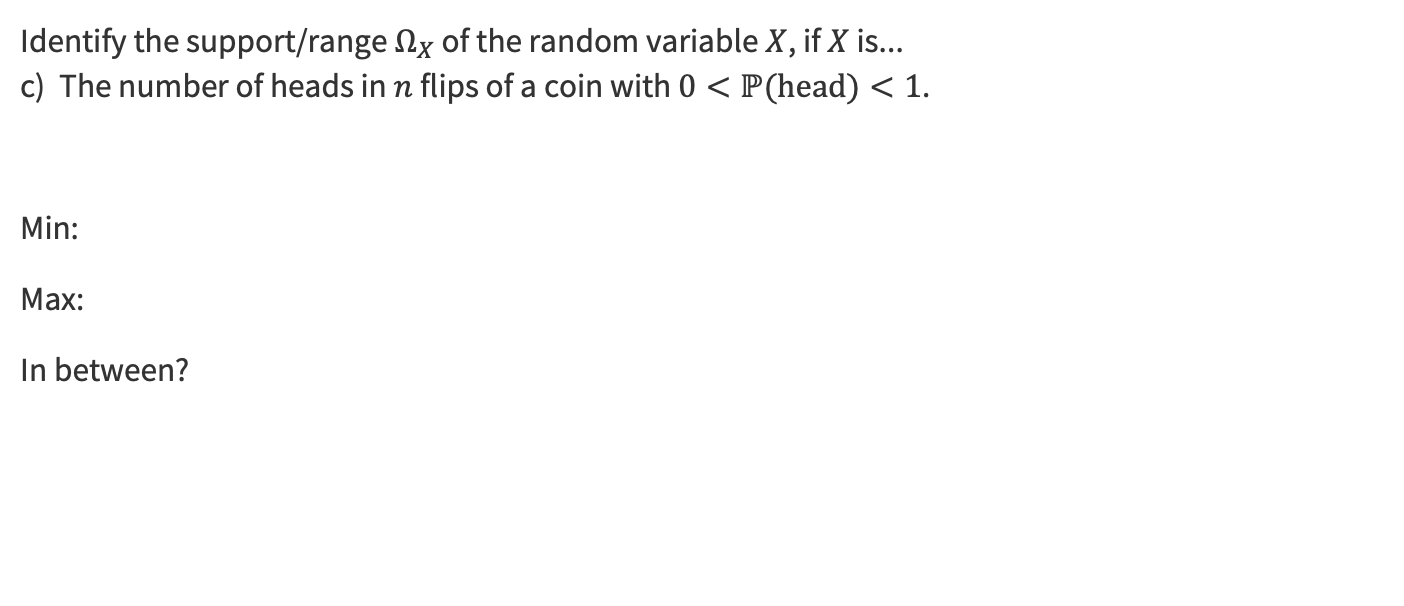 Identify the support/range Ω_X of the random variable X, if X is...
c) The number of heads in n flips of a coin with 0 < ℙ(head) < 1.
Min:
Max:
In between?